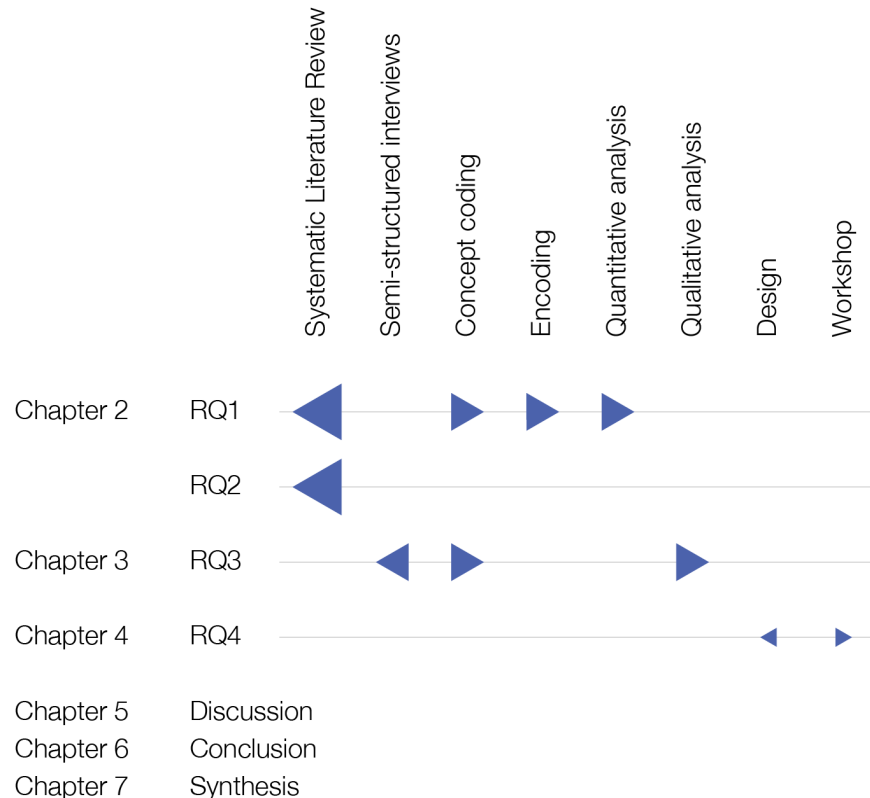 Systematic Literature Review
Semi-structured interviews
Concept coding
Encoding
Quantitative analysis
Qualitative analysis
Design
Workshop
Chapter 2 RQ1
RQ2
Chapter 3 RQ3
Chapter 4 RQ4
Chapter 5 Discussion
Chapter 6 Conclusion
Chapter 7 Synthesis